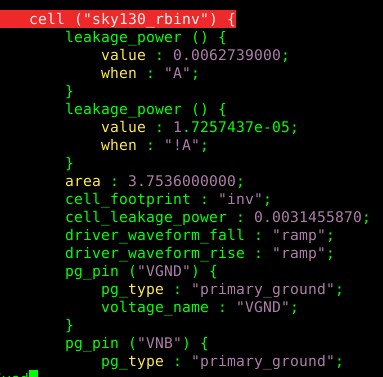 cell ("sky130_rbinv") {
leakage_power () {
value : 0.0062739000;
when : "A";
}
leakage_power () {
value : 1.7257437e-05;
when : "!A";
}
area : 3.7536000000;
cell_footprint : "inv";
cell_leakage_power : 0.0031455870;
driver_waveform_fall : "ramp";
driver_waveform_rise : "ramp";
pg_pin ("VGND") {
pg_type : "primary_ground";
voltage_name : "VGND";
}
pg_pin ("VNB") {
pg_type : "primary_ground";